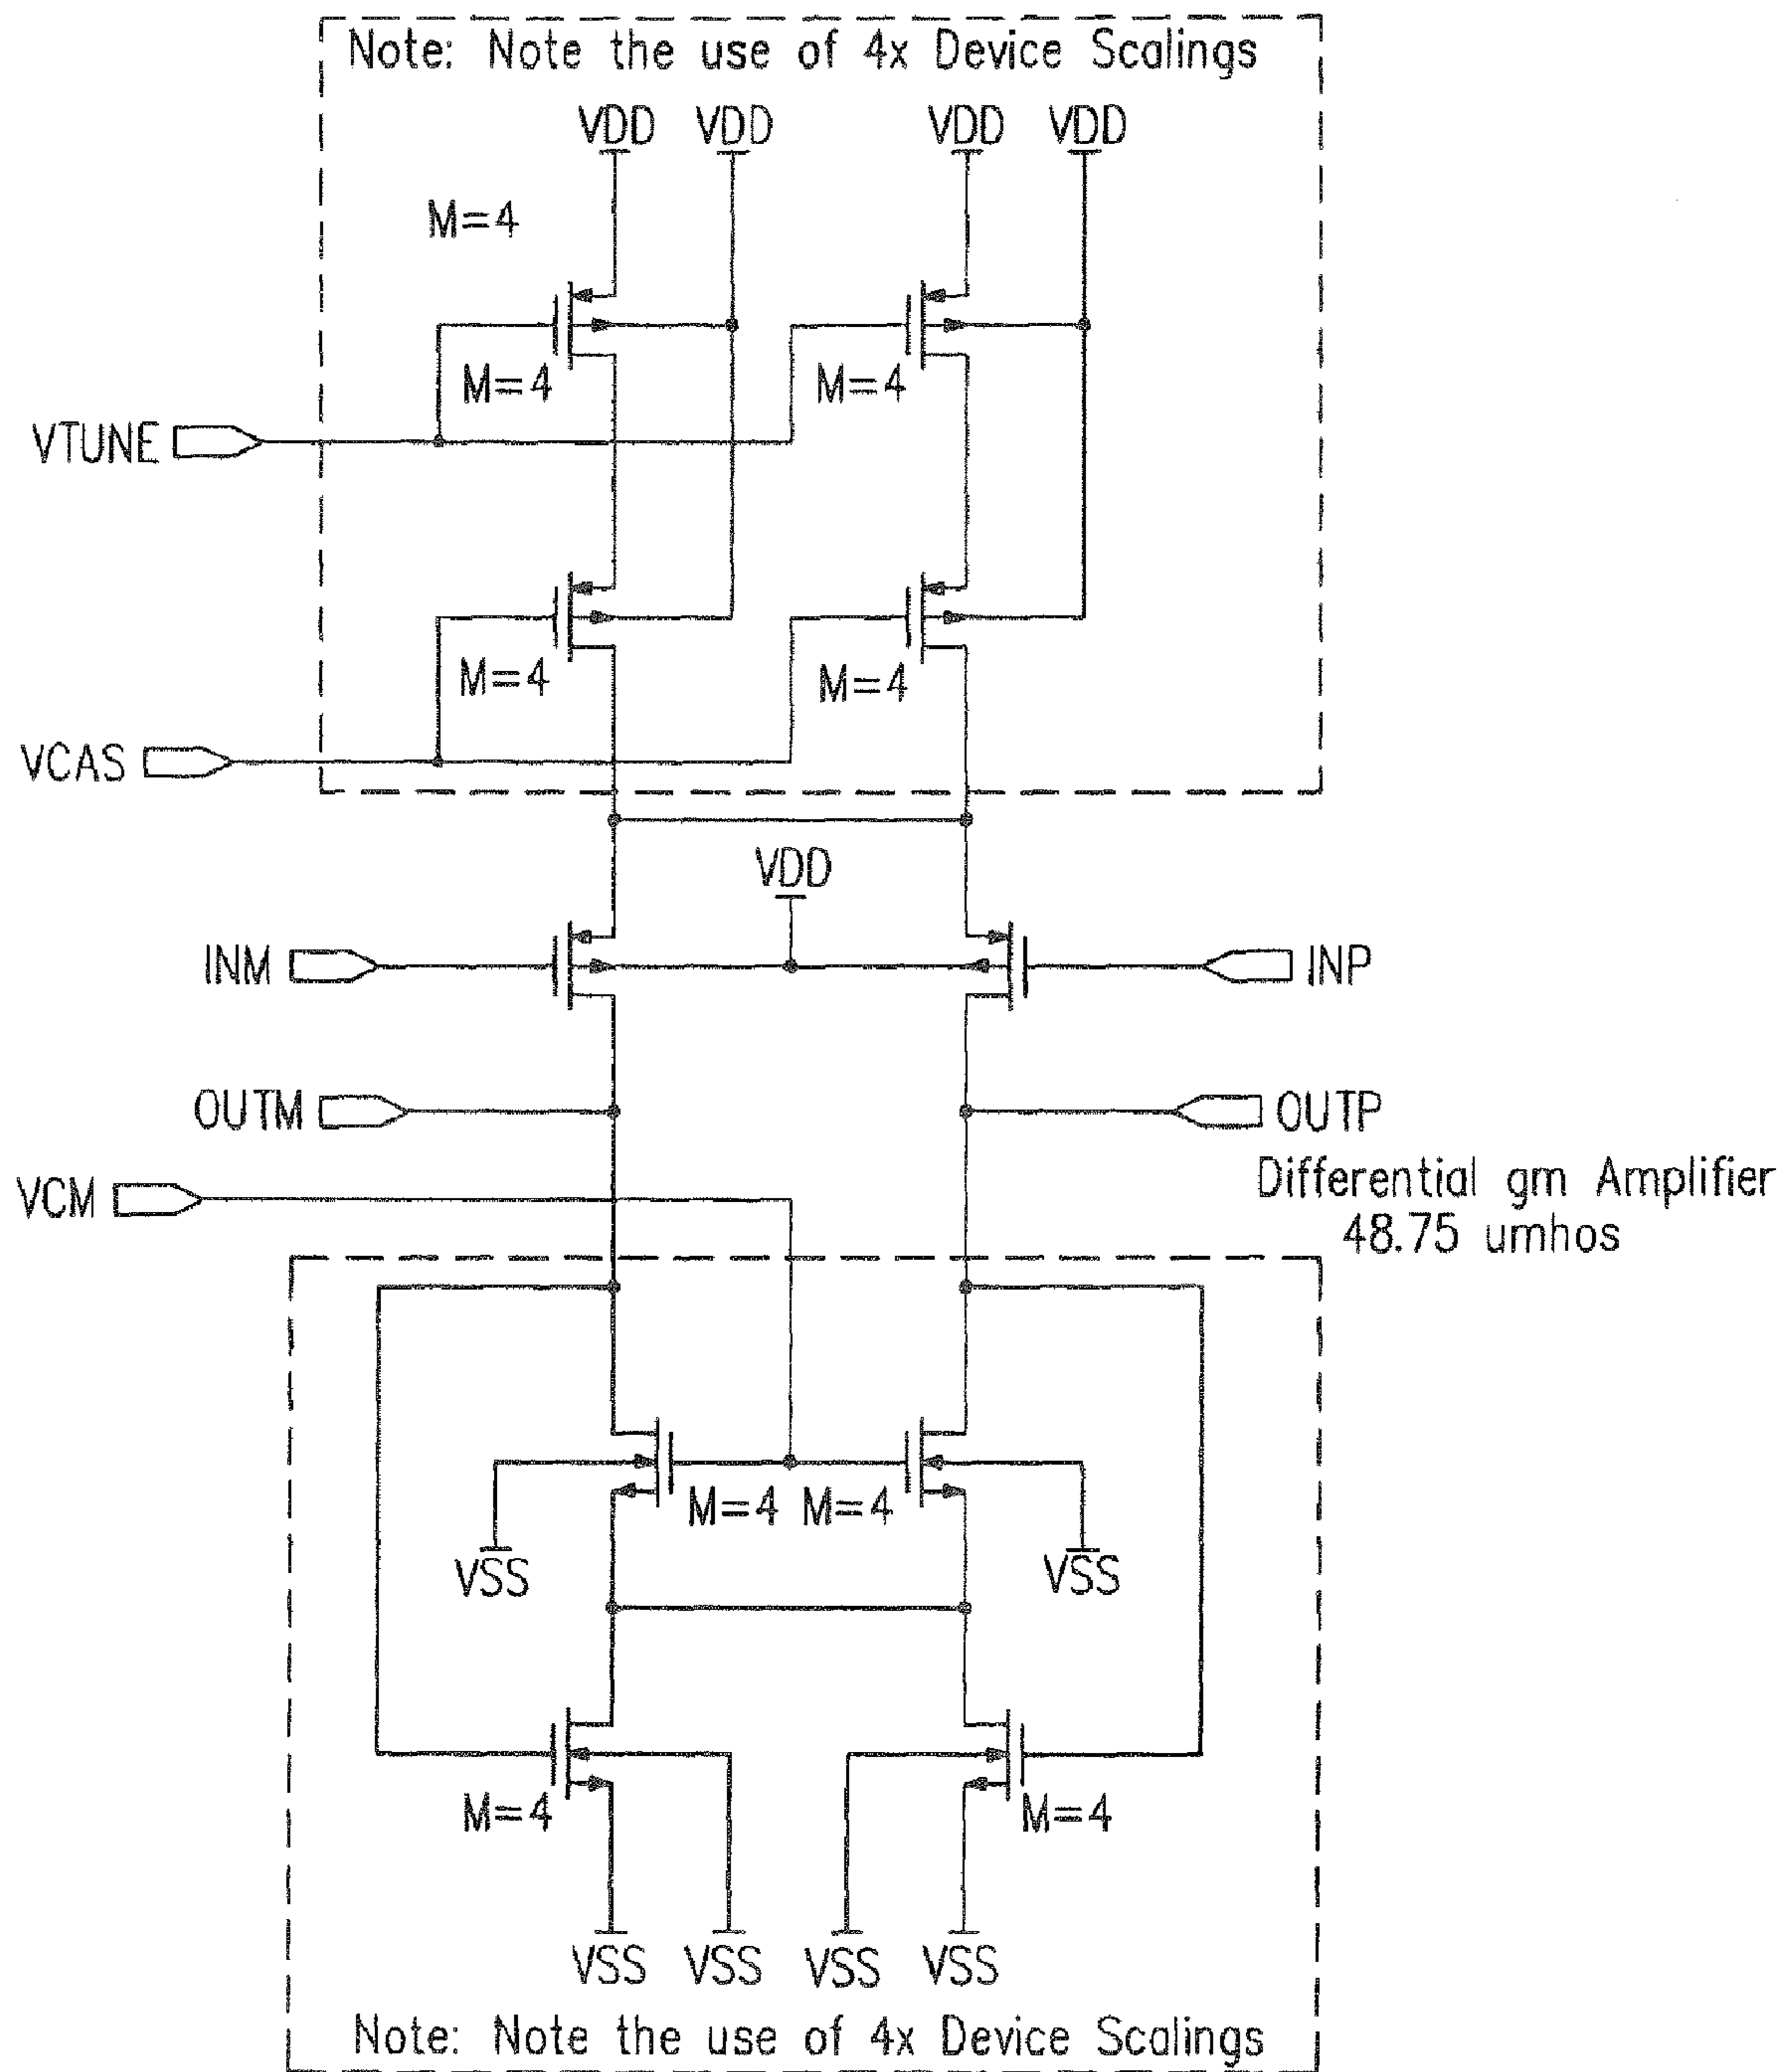 Note: Note the use of 4x Device Scalings
VDD VDD VDD VDD
M=4
M=4 M=4
VTUNE
M=4 M=4
VCAS
VDD
INM INP
OUTM OUTP
Differential gm Amplifier
48.75 umhos
VCM
M=4 M=4
VSS VSS
M=4 M=4
VSS VSS VSS VSS
Note: Note the use of 4x Device Scalings